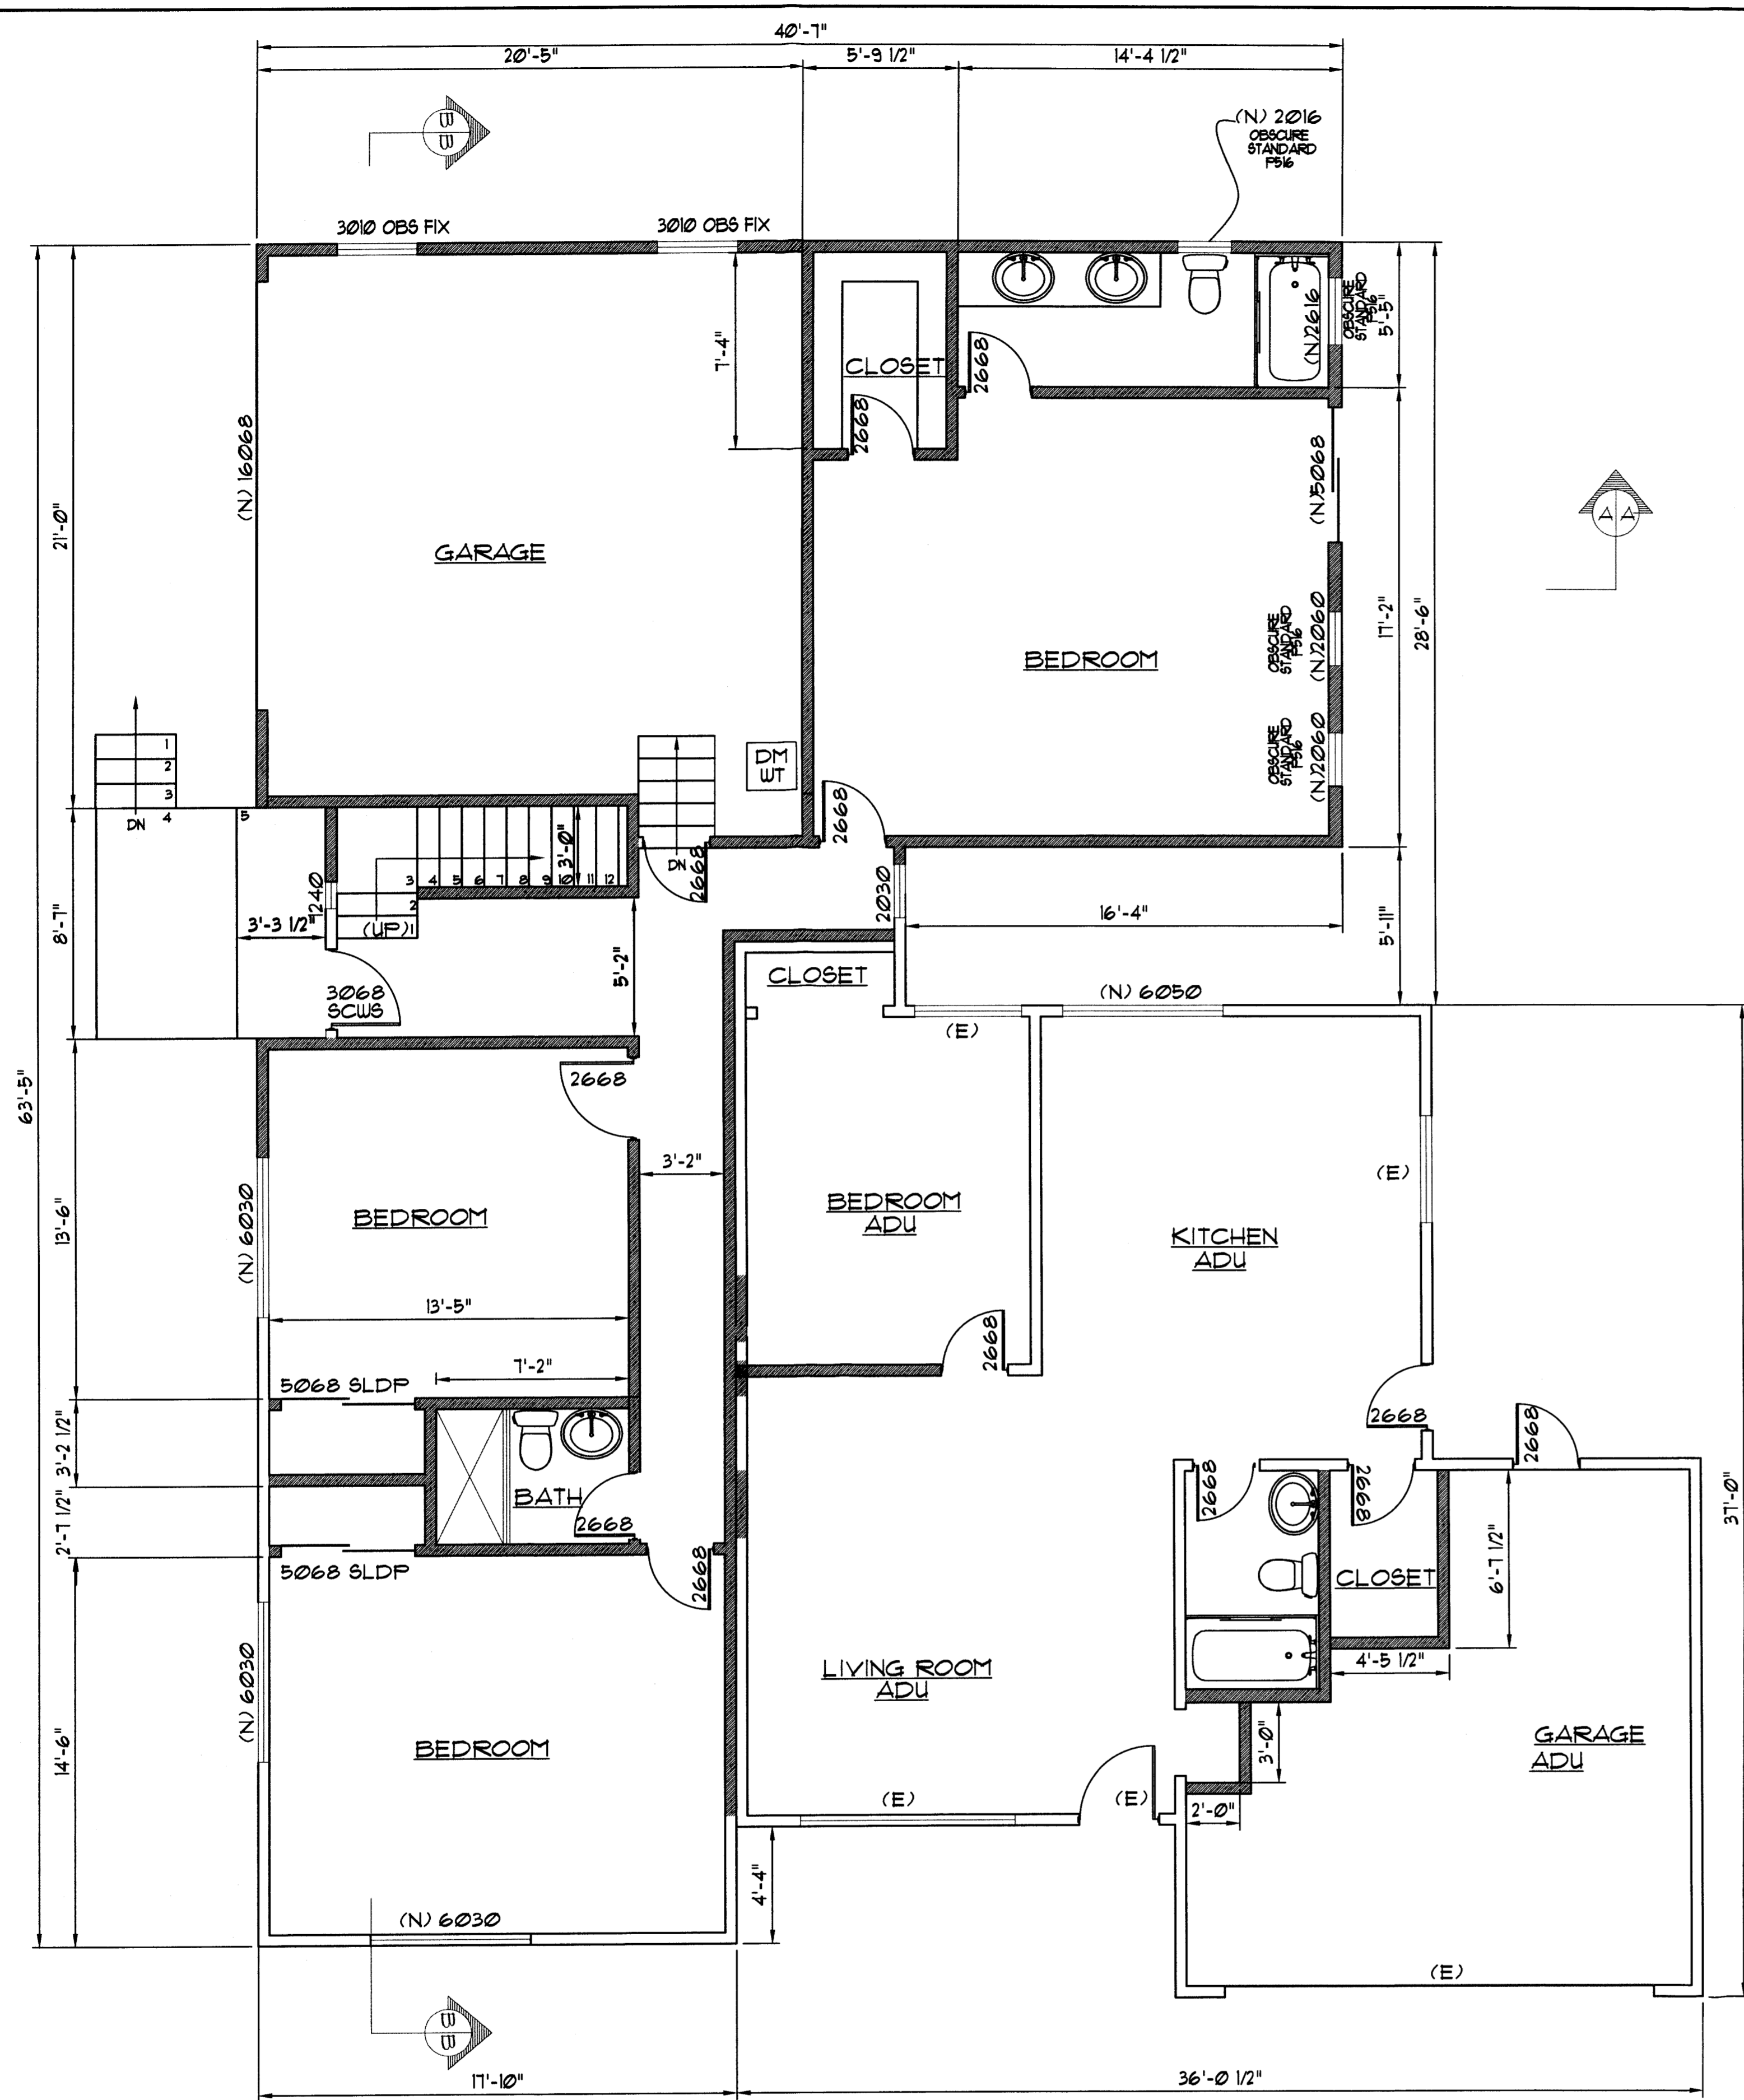 40'-7"
20'-5"
5'-9 1/2"
14'-4 1/2"
B B
(N) 2016
OBSCURE
STANDARD
P516
3010 OBS FIX
3010 OBS FIX
(N)2616
OBSCURE
STANDARD
P516
5'-5"
7'-4"
CLOSET
2668
2668
(N) 16068
21'-0"
GARAGE
(N)5068
A A
BEDROOM
OBSCURE
STANDARD
P516
(N)2060
17'-2"
28'-6"
OBSCURE
STANDARD
P516
(N)2060
1
2
3
DN
4
5
DM
WT
2668
DN
2668
3'-0"
3
4
5
6
7
8
9
10
11
12
2
(UP)
1
1240
3'-3 1/2"
8'-7"
2030
16'-4"
5'-11"
5'-2"
3068
SCWS
CLOSET
(N) 6050
(E)
63'-5"
2668
3'-2"
(E)
13'-6"
(N) 6030
BEDROOM
BEDROOM
ADU
KITCHEN
ADU
13'-5"
7'-2"
2668
5068 SLDP
3'-2 1/2"
2668
2668
BATH
2668
2668
2668
2'-7 1/2"
5068 SLDP
2668
CLOSET
6'-7 1/2"
37'-0"
4'-5 1/2"
(N) 6030
LIVING ROOM
ADU
14'-6"
BEDROOM
3'-0"
GARAGE
ADU
(E)
(E)
2'-0"
4'-4"
(N) 6030
(E)
B B
17'-10"
36'-0 1/2"